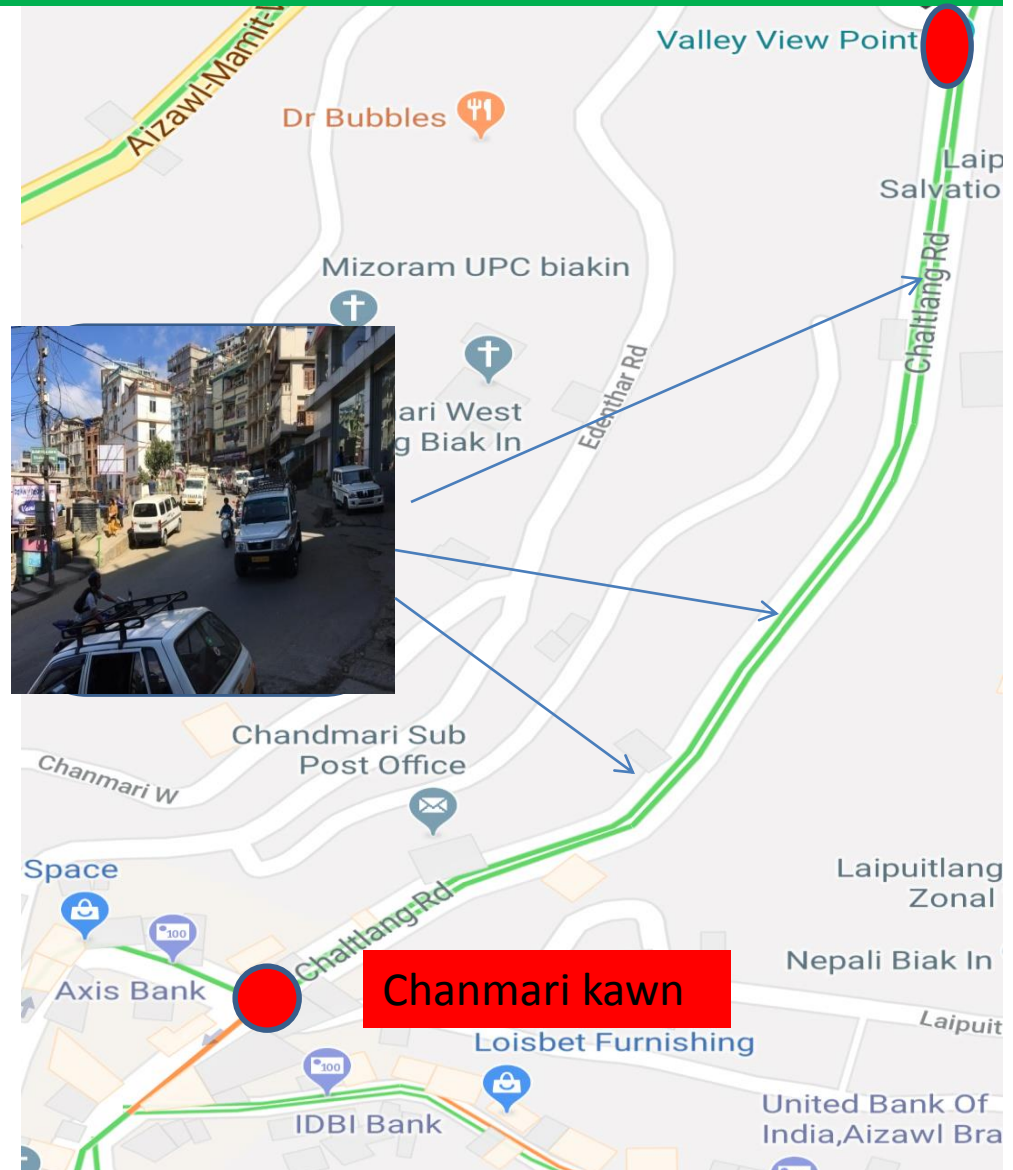 Valley View Point
Aizawl-Mamit-
Dr Bubbles
Laip
Salvatio
Mizoram UPC biakin
Chaltlang Rd
Edenthar Rd
ari West
g Biak In
Chandmari Sub
Post Office
Chanmari W
Space
Laipuitlang
Zonal
100
Chaltlang Rd
Nepali Biak In
Axis Bank
Chanmari kawn
Laipuit
Loisbet Furnishing
100
IDBI Bank
United Bank Of
India,Aizawl Bra